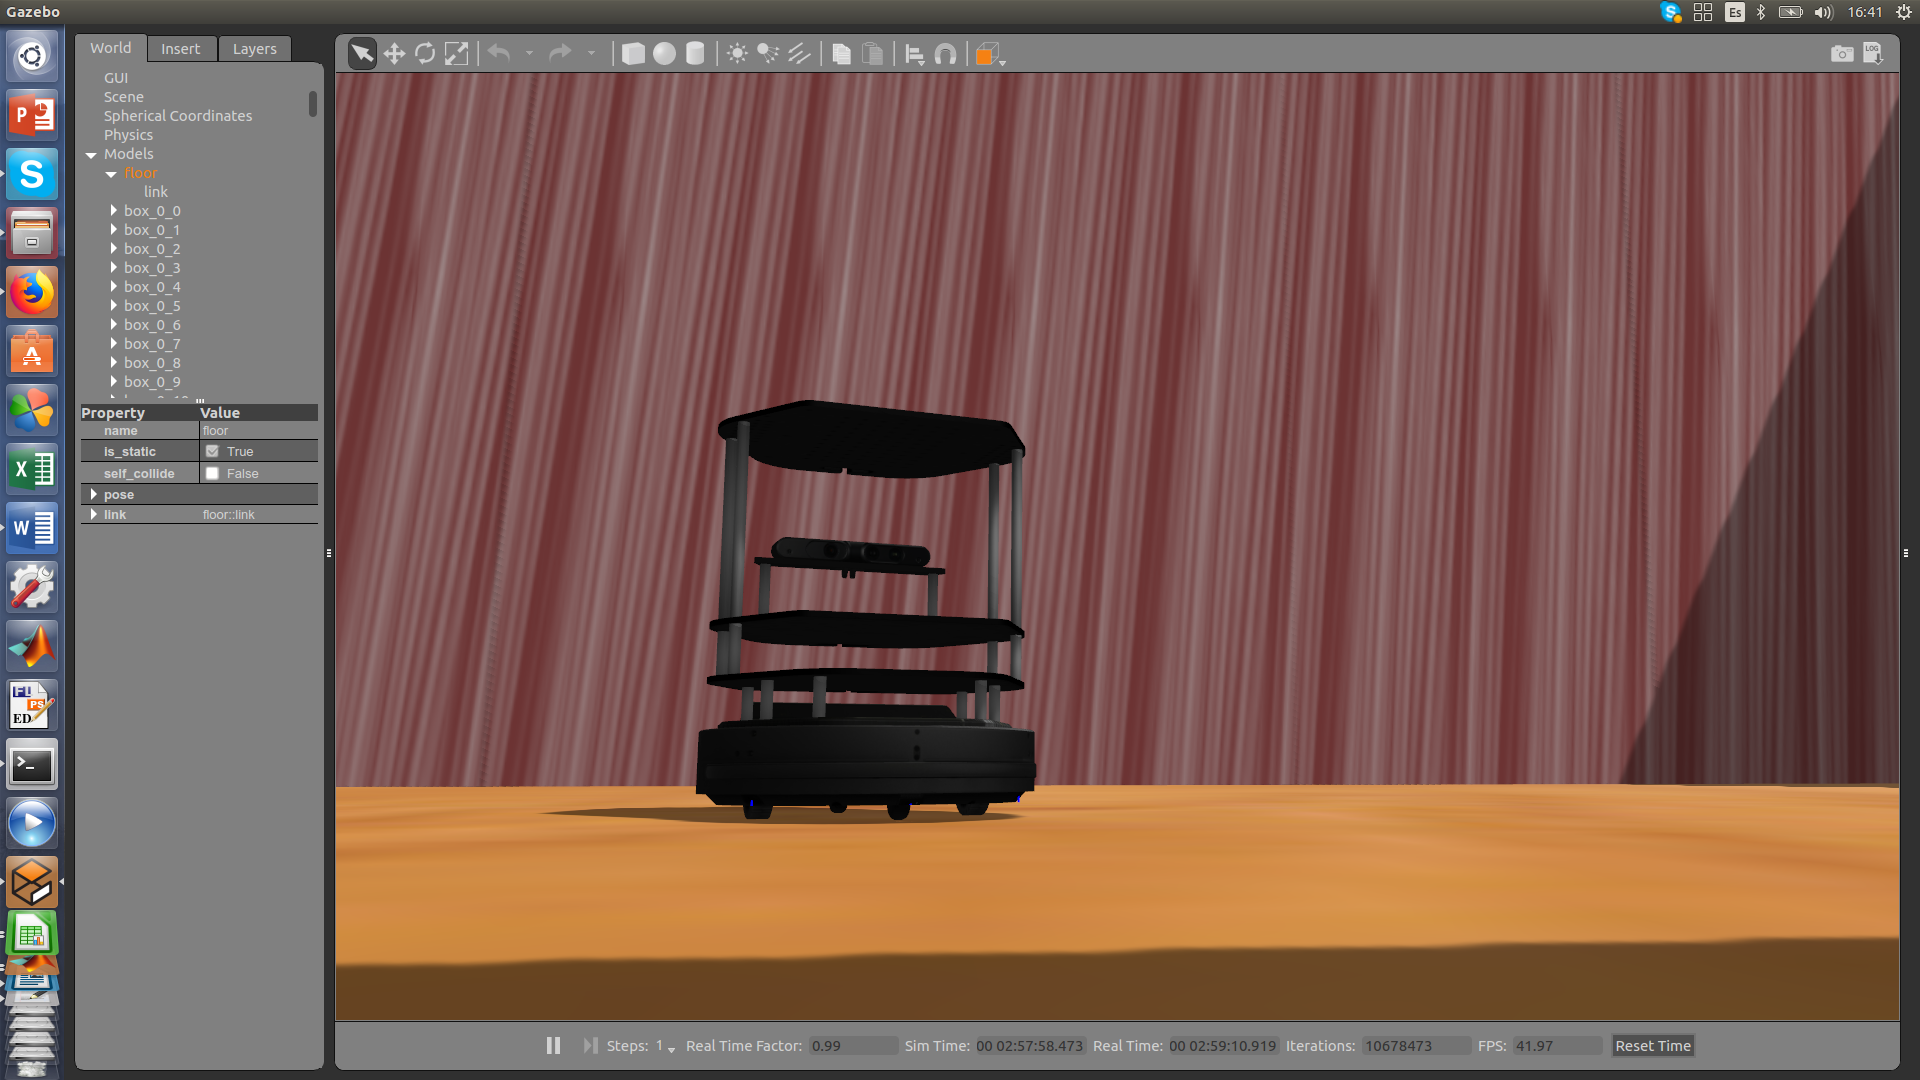 Gazebo
Es
16:41
World Insert Layers
LOG
GUI
Scene
Spherical Coordinates
Physics
Models
floor
link
box_0_0
box_0_1
box_0_2
box_0_3
box_0_4
box_0_5
box_0_6
box_0_7
box_0_8
box_0_9
Property Value
name floor
is_static True
self_collide False
pose
link floor::link
Steps: 1 Real Time Factor: 0.99 Sim Time: 00 02:57:58.473 Real Time: 00 02:59:10.919 Iterations: 10678473 FPS: 41.97 Reset Time